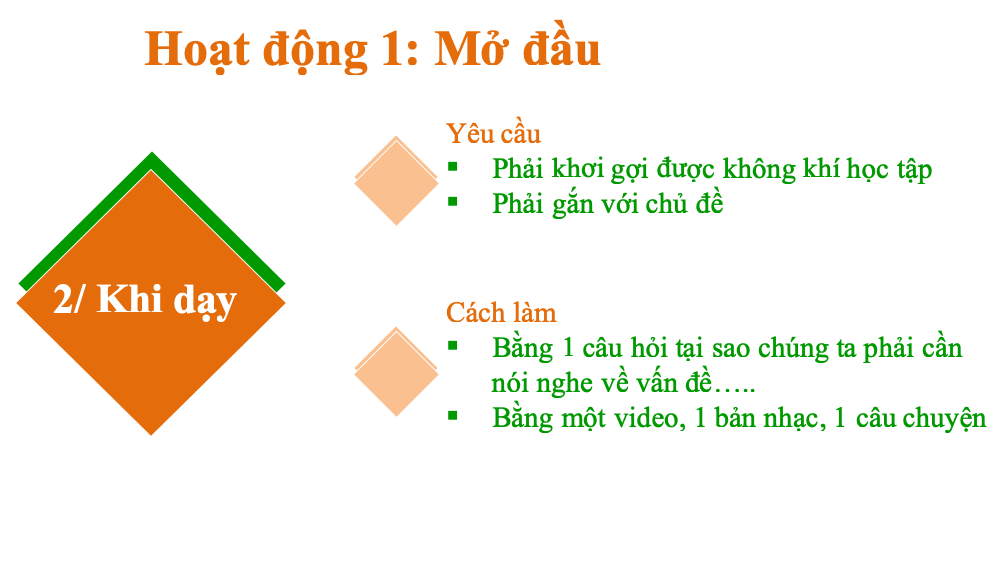 Hoạt động 1: Mở đầu
2/ Khi dạy
Yêu cầu
▪ Phải khơi gợi được không khí học tập
▪ Phải gắn với chủ đề
Cách làm
▪ Bằng 1 câu hỏi tại sao chúng ta phải cần
nói nghe về vấn đề…..
▪ Bằng một video, 1 bản nhạc, 1 câu chuyện